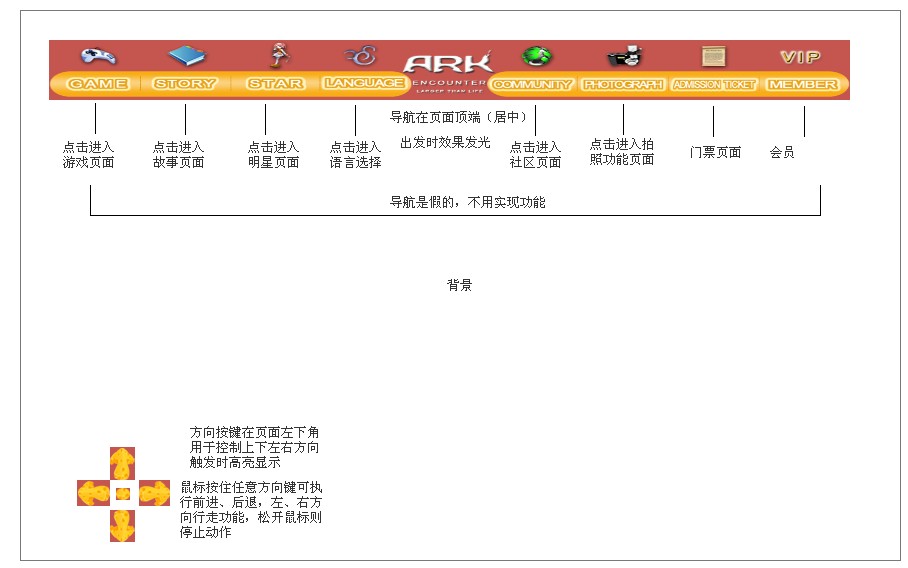 VIP
GAME STORY STAR LANGUAGE ARK COMMUNITY PHOTOGRAPH ADMISSION TICKET MEMBER
ENCOUNTER
LARGER THAN LIFE
导航在页面顶端（居中）
出发时效果发光
点击进入
游戏页面
点击进入
故事页面
点击进入
明星页面
点击进入
语言选择
点击进入
社区页面
点击进入拍
照功能页面
门票页面
会员
导航是假的，不用实现功能
背景
方向按键在页面左下角
用于控制上下左右方向
触发时高亮显示
鼠标按住任意方向键可执
行前进、后退，左、右方
向行走功能，松开鼠标则
停止动作